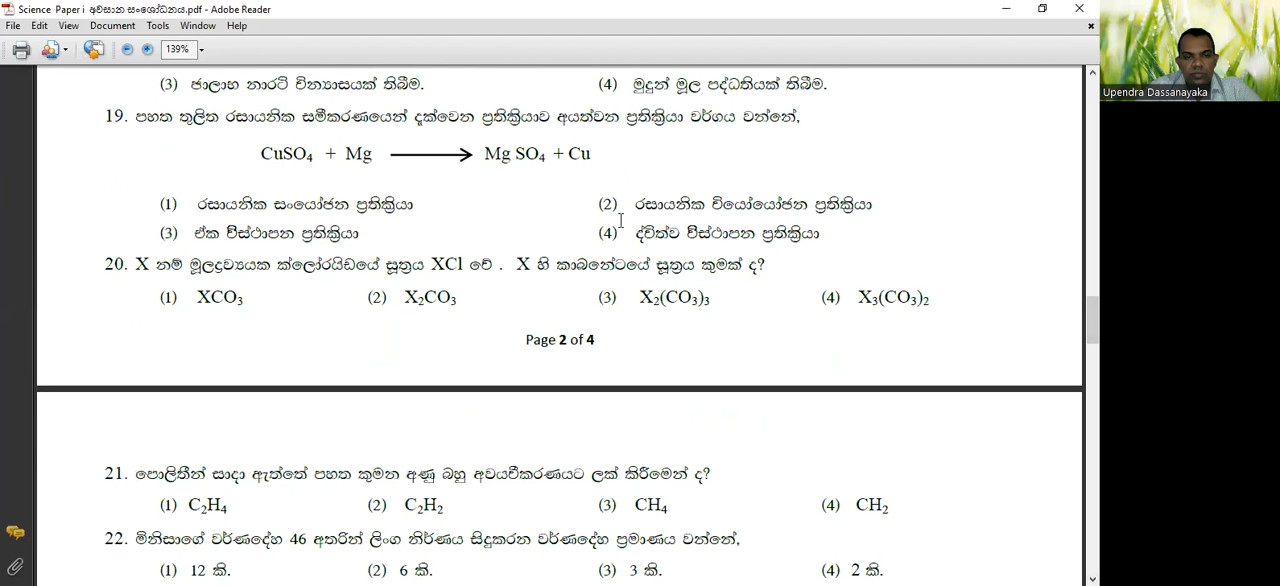 Science Paper i අවසාන සංශෝධනය.pdf - Adobe Reader
File Edit View Document Tools Window Help
139%
Upendra Dassanayaka
(3) ජාලාභ නාරටි වින්‍යාසයක් තිබීම. (4) මුදුන් මූල පද්ධතියක් තිබීම.
19. පහත තුලිත රසායනික සමීකරණයෙන් දැක්වෙන ප්‍රතික්‍රියාව අයත්වන ප්‍රතික්‍රියා වර්ගය වන්නේ,
CuSO₄ + Mg ⟶ Mg SO₄ + Cu
(1) රසායනික සංයෝජන ප්‍රතික්‍රියා (2) රසායනික වියෝයෝජන ප්‍රතික්‍රියා
(3) ඒක විස්ථාපන ප්‍රතික්‍රියා (4) ද්විත්ව විස්ථාපන ප්‍රතික්‍රියා
20. X නම් මූලද්‍රව්‍යයක ක්ලෝරයිඩයේ සූත්‍රය XCl වේ . X හි කාබනේටයේ සූත්‍රය කුමක් ද?
(1) XCO₃ (2) X₂CO₃ (3) X₂(CO₃)₃ (4) X₃(CO₃)₂
Page 2 of 4
21. පොලිතීන් සාදා ඇත්තේ පහත කුමන අණු බහු අවයවීකරණයට ලක් කිරීමෙන් ද?
(1) C₂H₄ (2) C₂H₂ (3) CH₄ (4) CH₂
22. මිනිසාගේ වර්ණදේහ 46 අතරින් ලිංග නිර්ණය සිදුකරන වර්ණදේහ ප්‍රමාණය වන්නේ,
(1) 12 කි. (2) 6 කි. (3) 3 කි. (4) 2 කි.